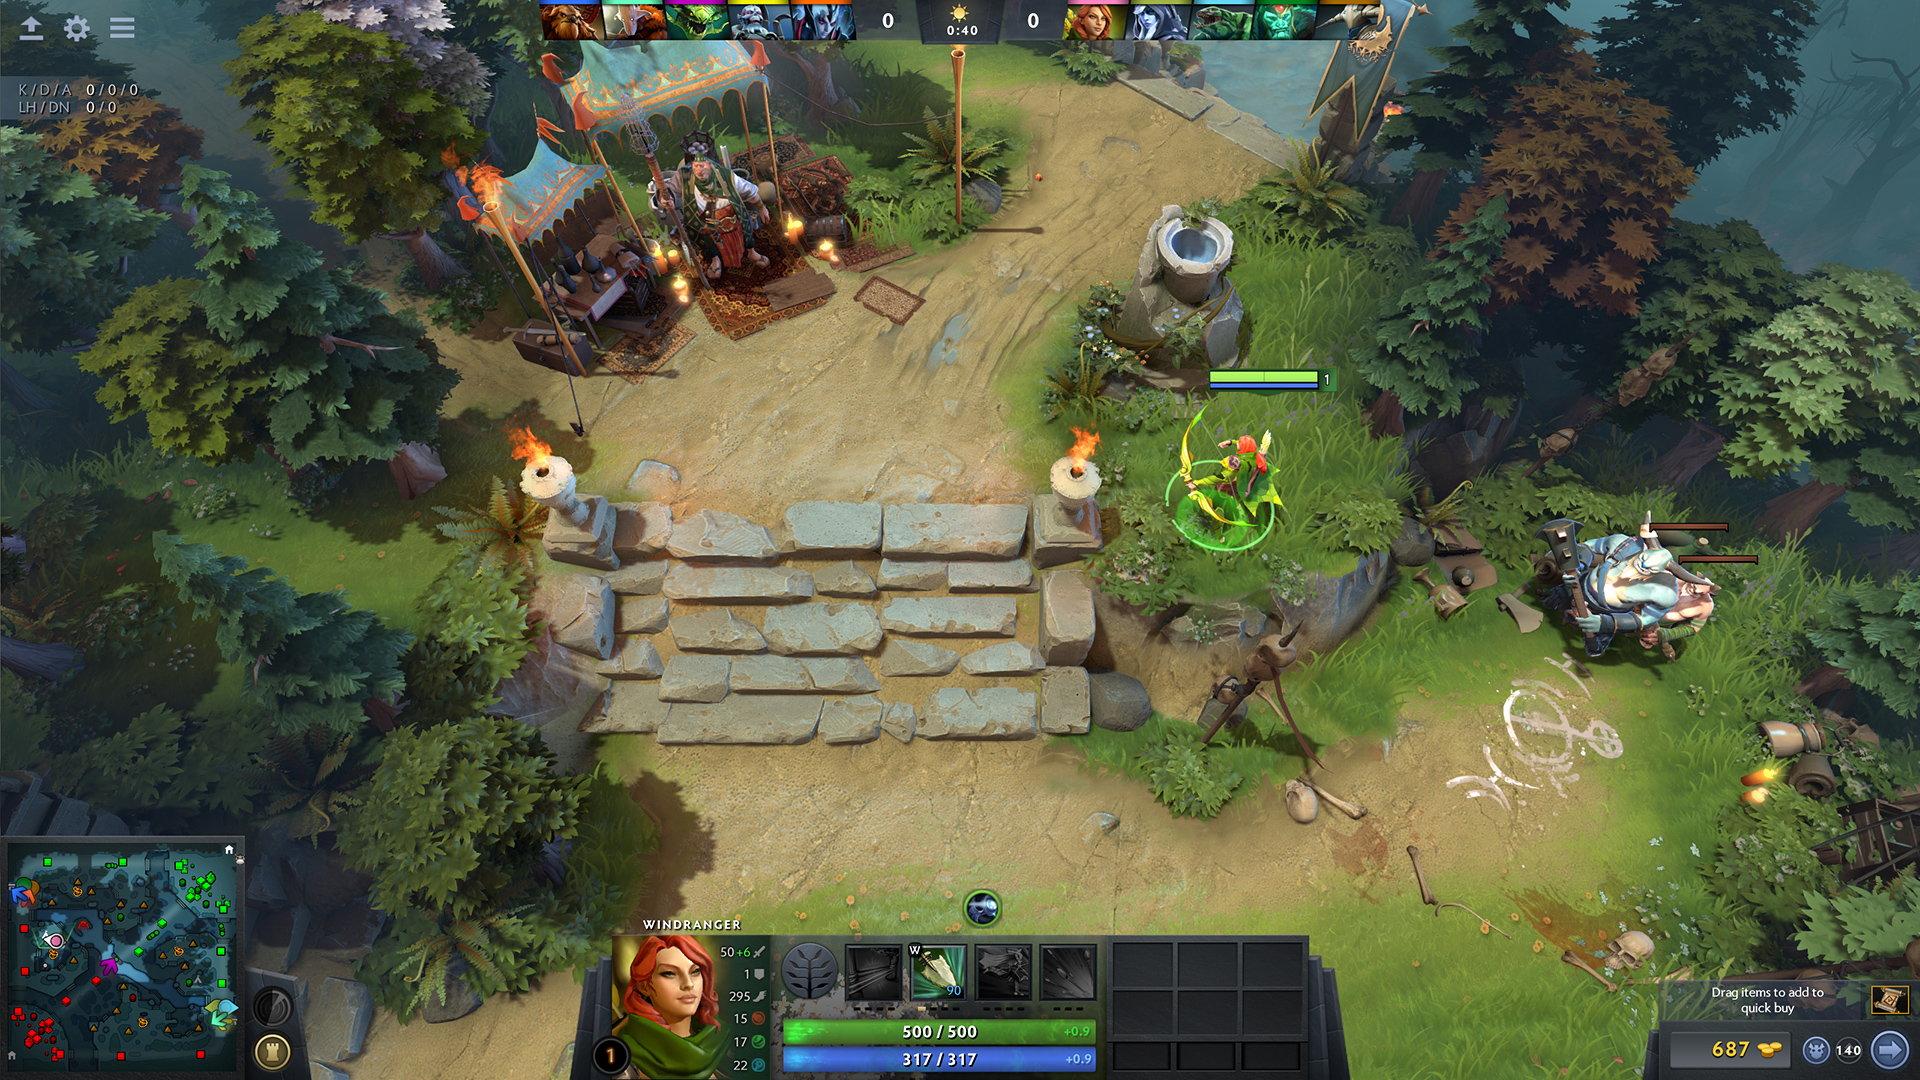 0
0:40
0
K/D/A 0/0/0
LH/DN 0/0
1
WINDRANGER
50+6
1
295
15
17
22
1
W
90
500 / 500
+0.9
317 / 317
+0.9
Drag items to add to
quick buy
687
140